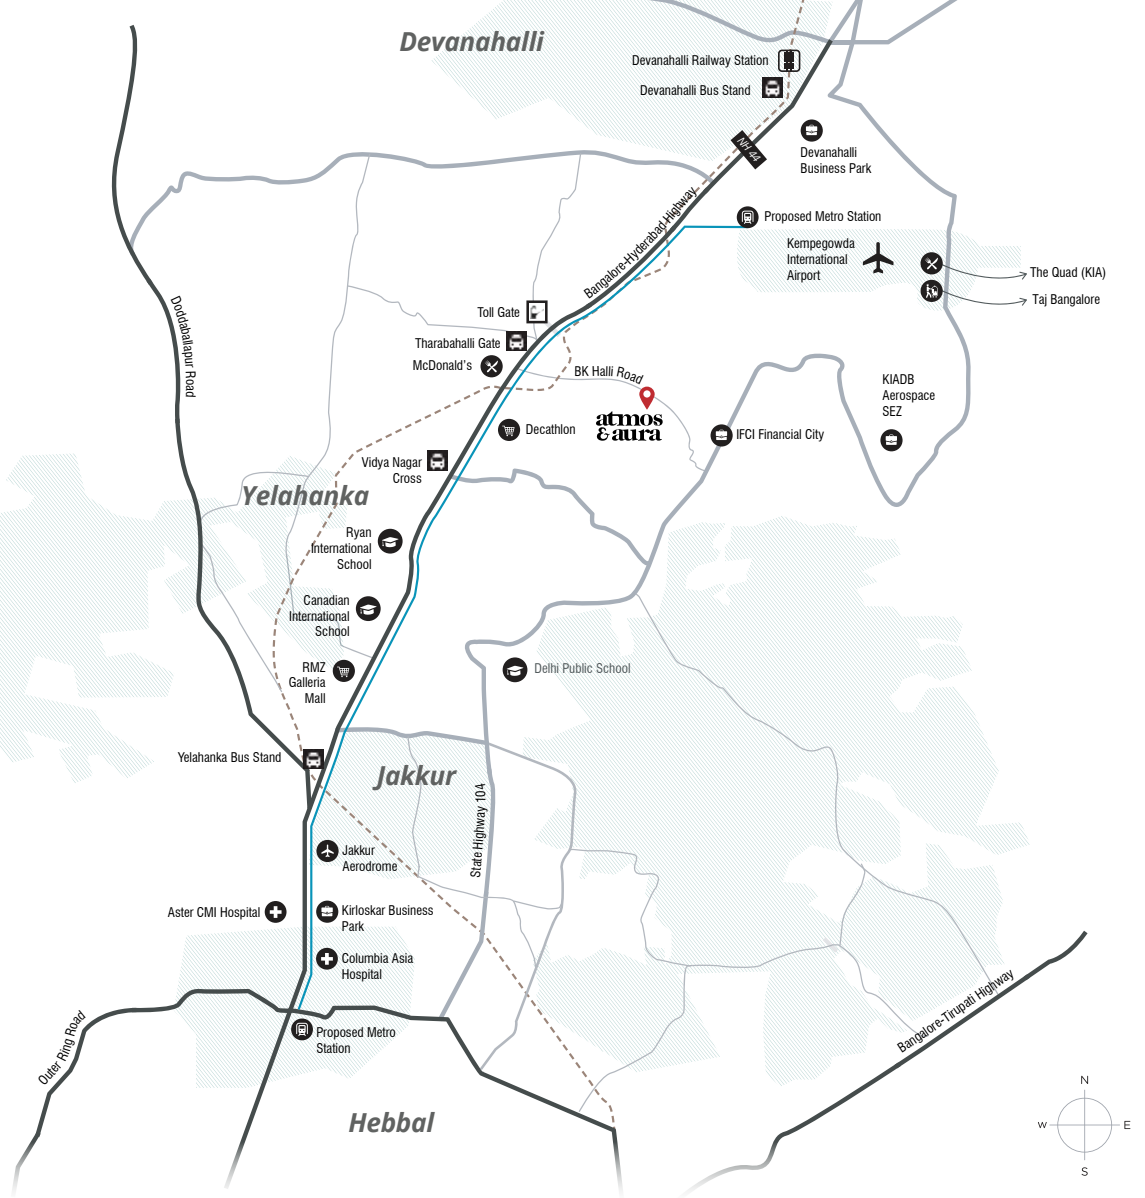 Devanahalli
Devanahalli Railway Station
Devanahalli Bus Stand
NH 44
Devanahalli
Business Park
Proposed Metro Station
Kempegowda
International
Airport
The Quad (KIA)
Taj Bangalore
Bangalore-Hyderabad Highway
Doddaballapur Road
Toll Gate
Tharabahalli Gate
McDonald's
BK Halli Road
atmos
& aura
KIADB
Aerospace
SEZ
Decathlon
IFCI Financial City
Vidya Nagar
Cross
Yelahanka
Ryan
International
School
Canadian
International
School
RMZ
Galleria
Mall
Delhi Public School
Yelahanka Bus Stand
Jakkur
State Highway 104
Jakkur
Aerodrome
Aster CMI Hospital
Kirloskar Business
Park
Columbia Asia
Hospital
Outer Ring Road
Proposed Metro
Station
Bangalore-Tirupati Highway
Hebbal
N
W
E
S